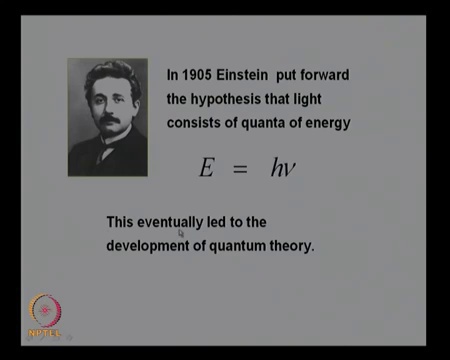 In 1905 Einstein put forward
the hypothesis that light
consists of quanta of energy
E = hν
This eventually led to the
development of quantum theory.
NPTEL